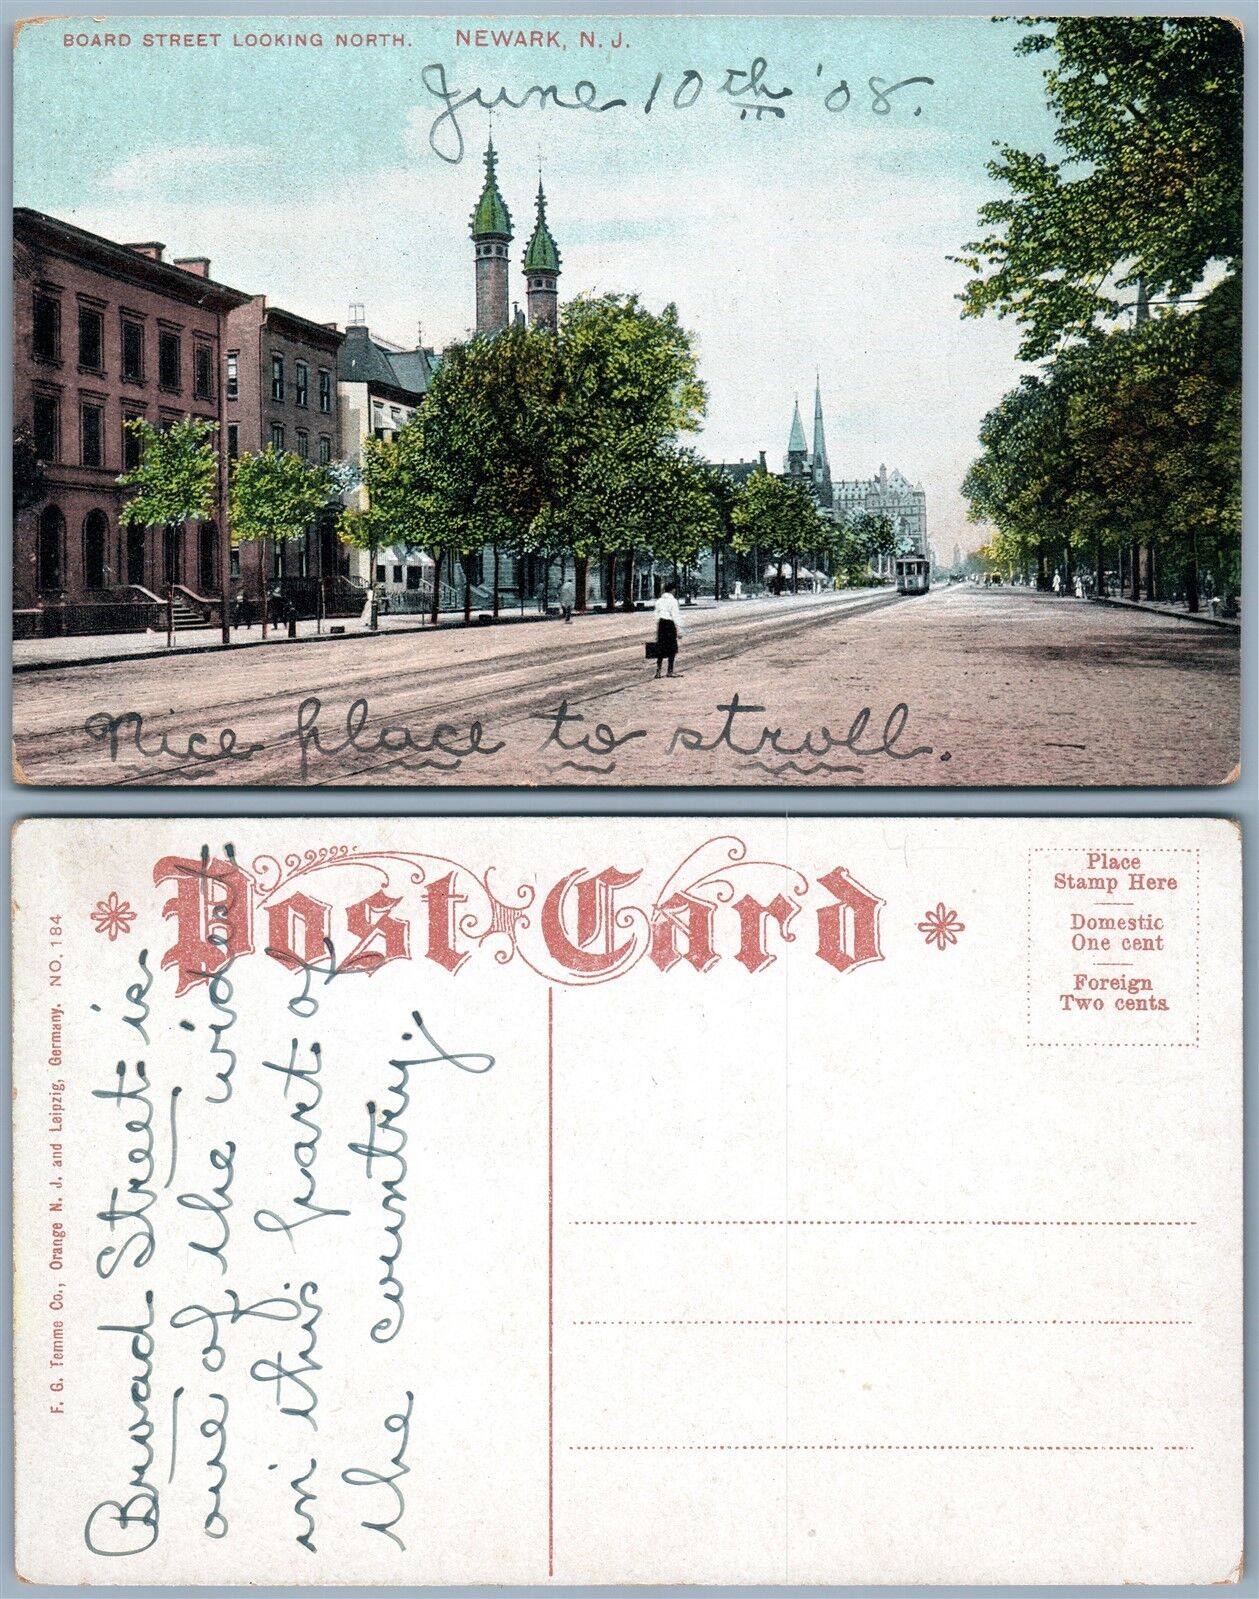 BOARD STREET LOOKING NORTH. NEWARK, N. J.
June 10th '08.
Nice place to stroll.
Post Card
Place
Stamp Here
Domestic
One cent
Foreign
Two cents
F. G. Temme Co., Orange N. J. and Leipzig, Germany. NO. 184
Broad Street is
one of the widest
in this part of
the country.